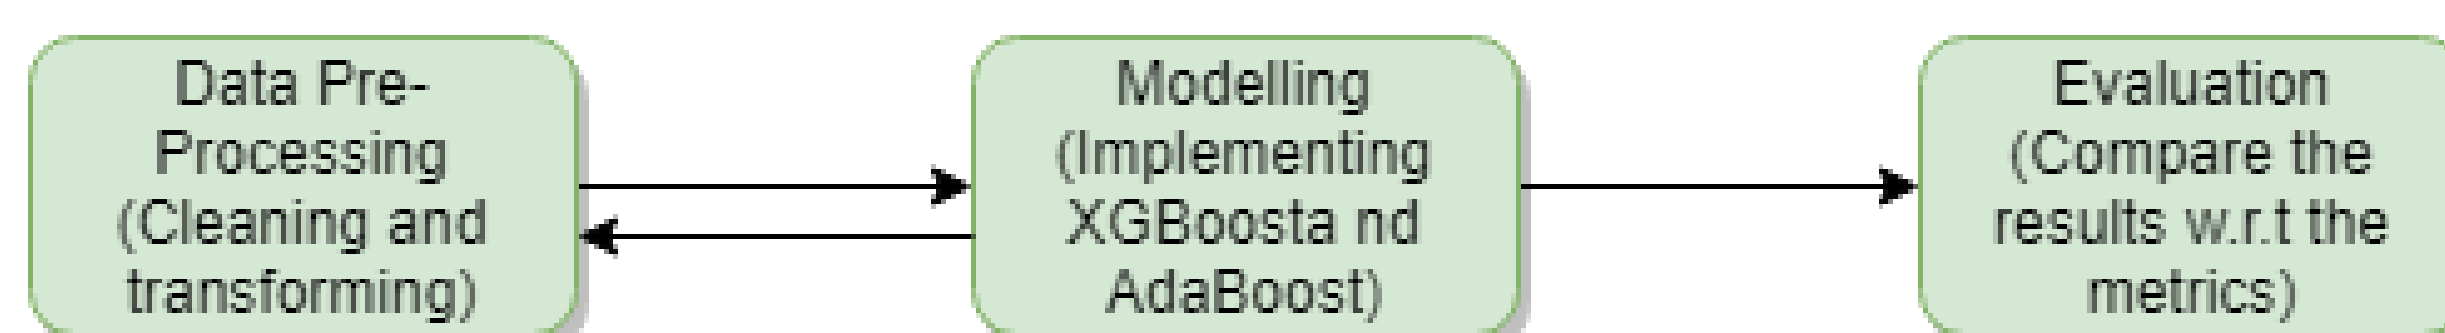 Data Pre-
Processing
(Cleaning and
transforming)
Modelling
(Implementing
XGBoosta nd
AdaBoost)
Evaluation
(Compare the
results w.r.t the
metrics)